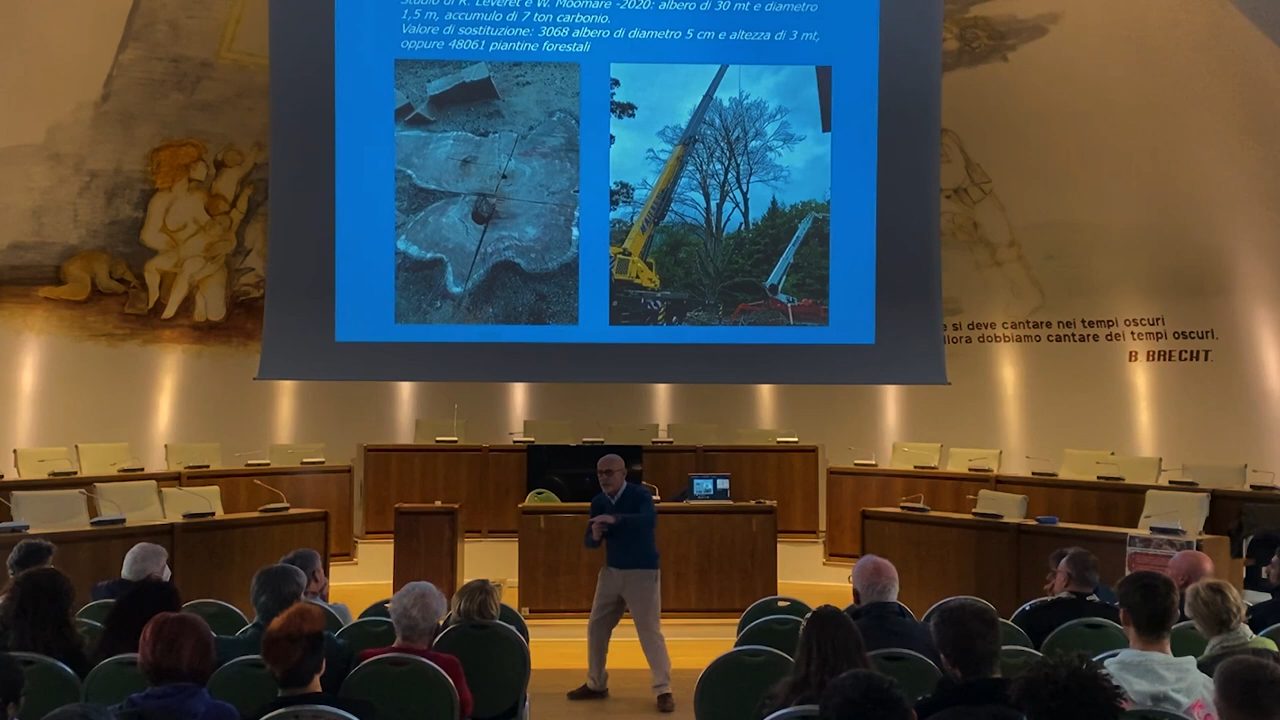 Studio di R. Leveret e W. Moomare -2020: albero di 30 mt e diametro
1,5 m, accumulo di 7 ton carbonio.
Valore di sostituzione: 3068 albero di diametro 5 cm e altezza di 3 mt,
oppure 48061 piantine forestali
e si deve cantare nei tempi oscuri
llora dobbiamo cantare dei tempi oscuri.
B. BRECHT.